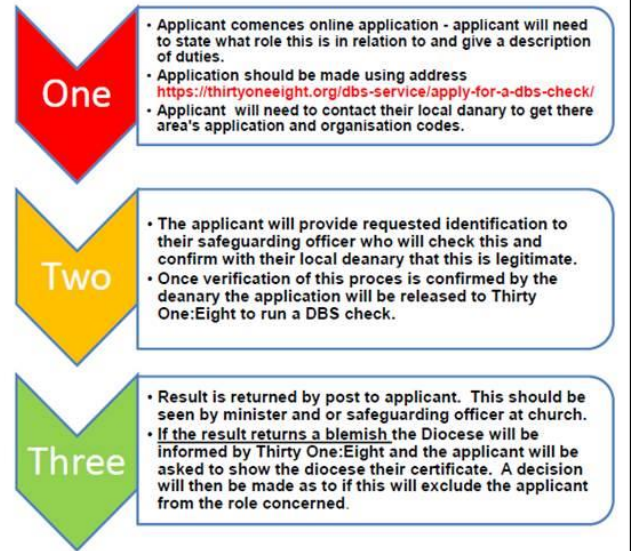 One
• Applicant comences online application - applicant will need
to state what role this is in relation to and give a description
of duties.
• Application should be made using address
https://thirtyoneeight.org/dbs-service/apply-for-a-dbs-check/
• Applicant will need to contact their local danary to get there
area's application and organisation codes.
Two
• The applicant will provide requested identification to
their safeguarding officer who will check this and
confirm with their local deanary that this is legitimate.
• Once verification of this proces is confirmed by the
deanary the application will be released to Thirty
One:Eight to run a DBS check.
Three
• Result is returned by post to applicant. This should be
seen by minister and or safeguarding officer at church.
• If the result returns a blemish the Diocese will be
informed by Thirty One:Eight and the applicant will be
asked to show the diocese their certificate. A decision
will then be made as to if this will exclude the applicant
from the role concerned.